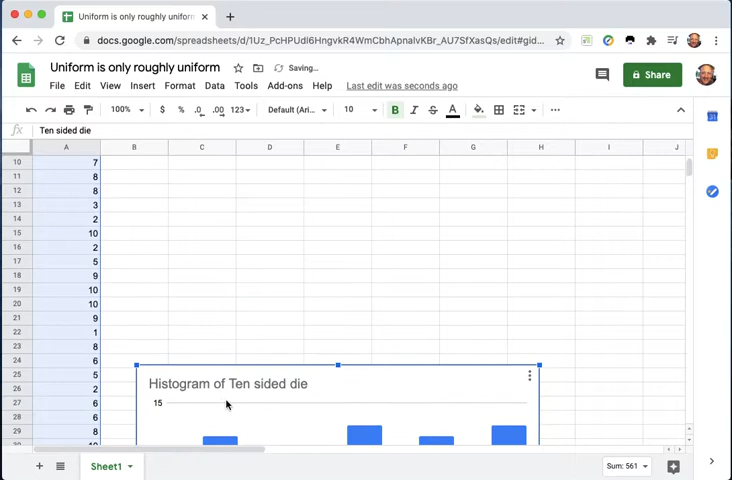 Uniform is only roughly uniform
docs.google.com/spreadsheets/d/1Uz_PcHPUdl6HngvkR4WmCbhApnalvKBr_AU7SfXasQs/edit#gid...
Uniform is only roughly uniform
Saving...
File Edit View Insert Format Data Tools Add-ons Help Last edit was seconds ago
Share
100% $ % .0 .00 123 Default (Ari... 10 B I S A
fx Ten sided die
A B C D E F G H I J
10 7
11 8
12 8
13 3
14 2
15 10
16 2
17 5
18 9
19 10
20 10
21 9
22 1
23 8
24 6
25 5
26 2
27 6
28 6
29 8
Histogram of Ten sided die
15
Sheet1
Sum: 561